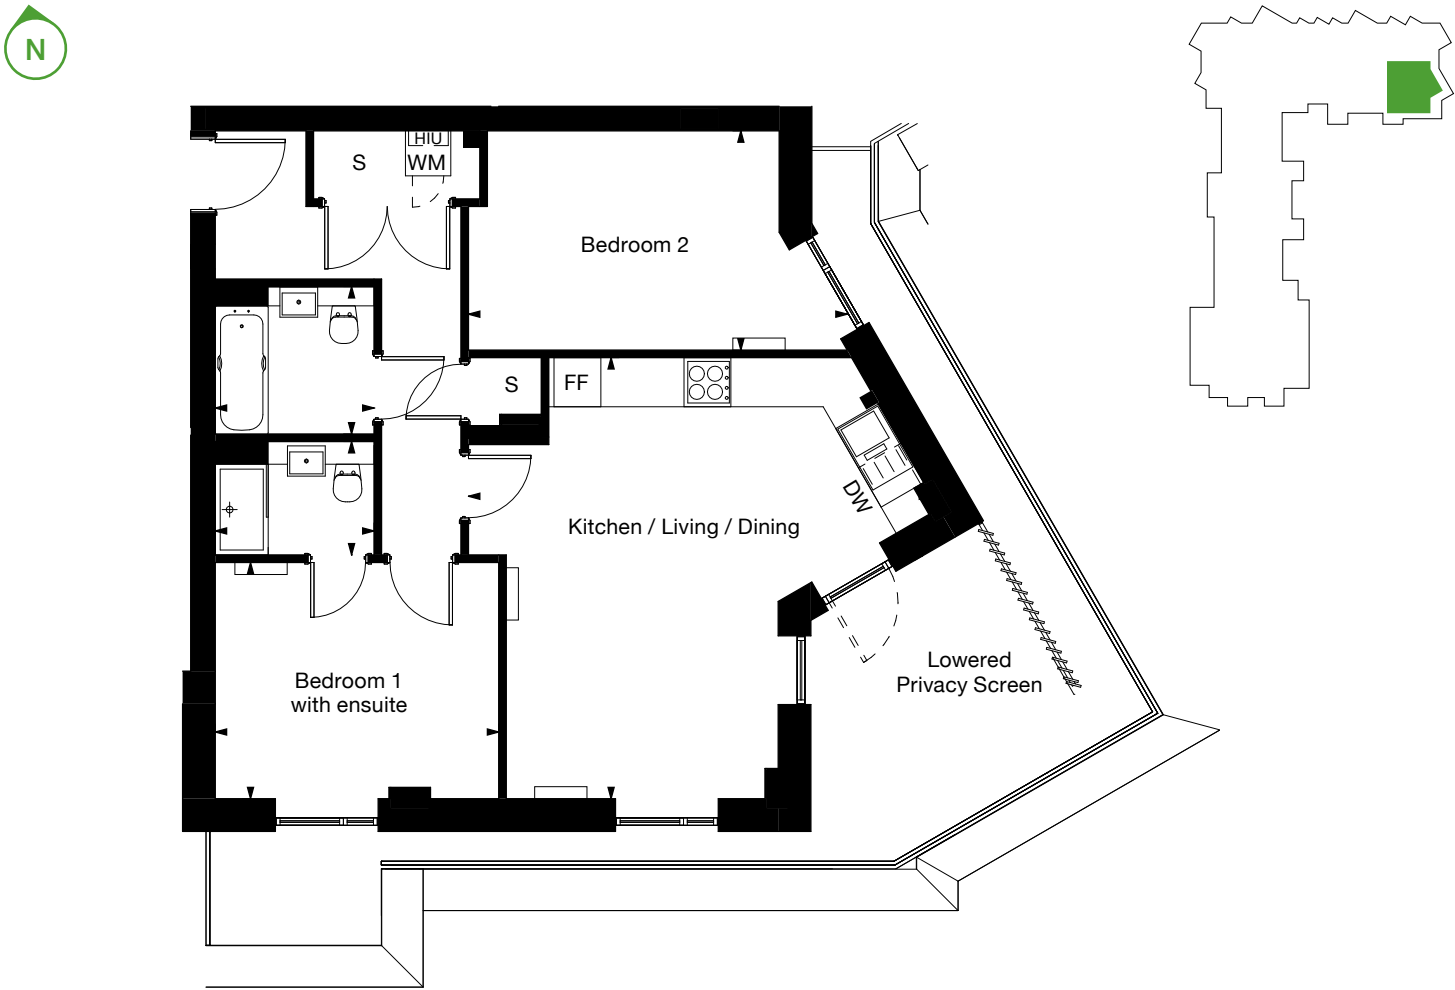 N
HIU
S
WM
Bedroom 2
S
FF
DW
Kitchen / Living / Dining
Lowered
Privacy Screen
Bedroom 1
with ensuite